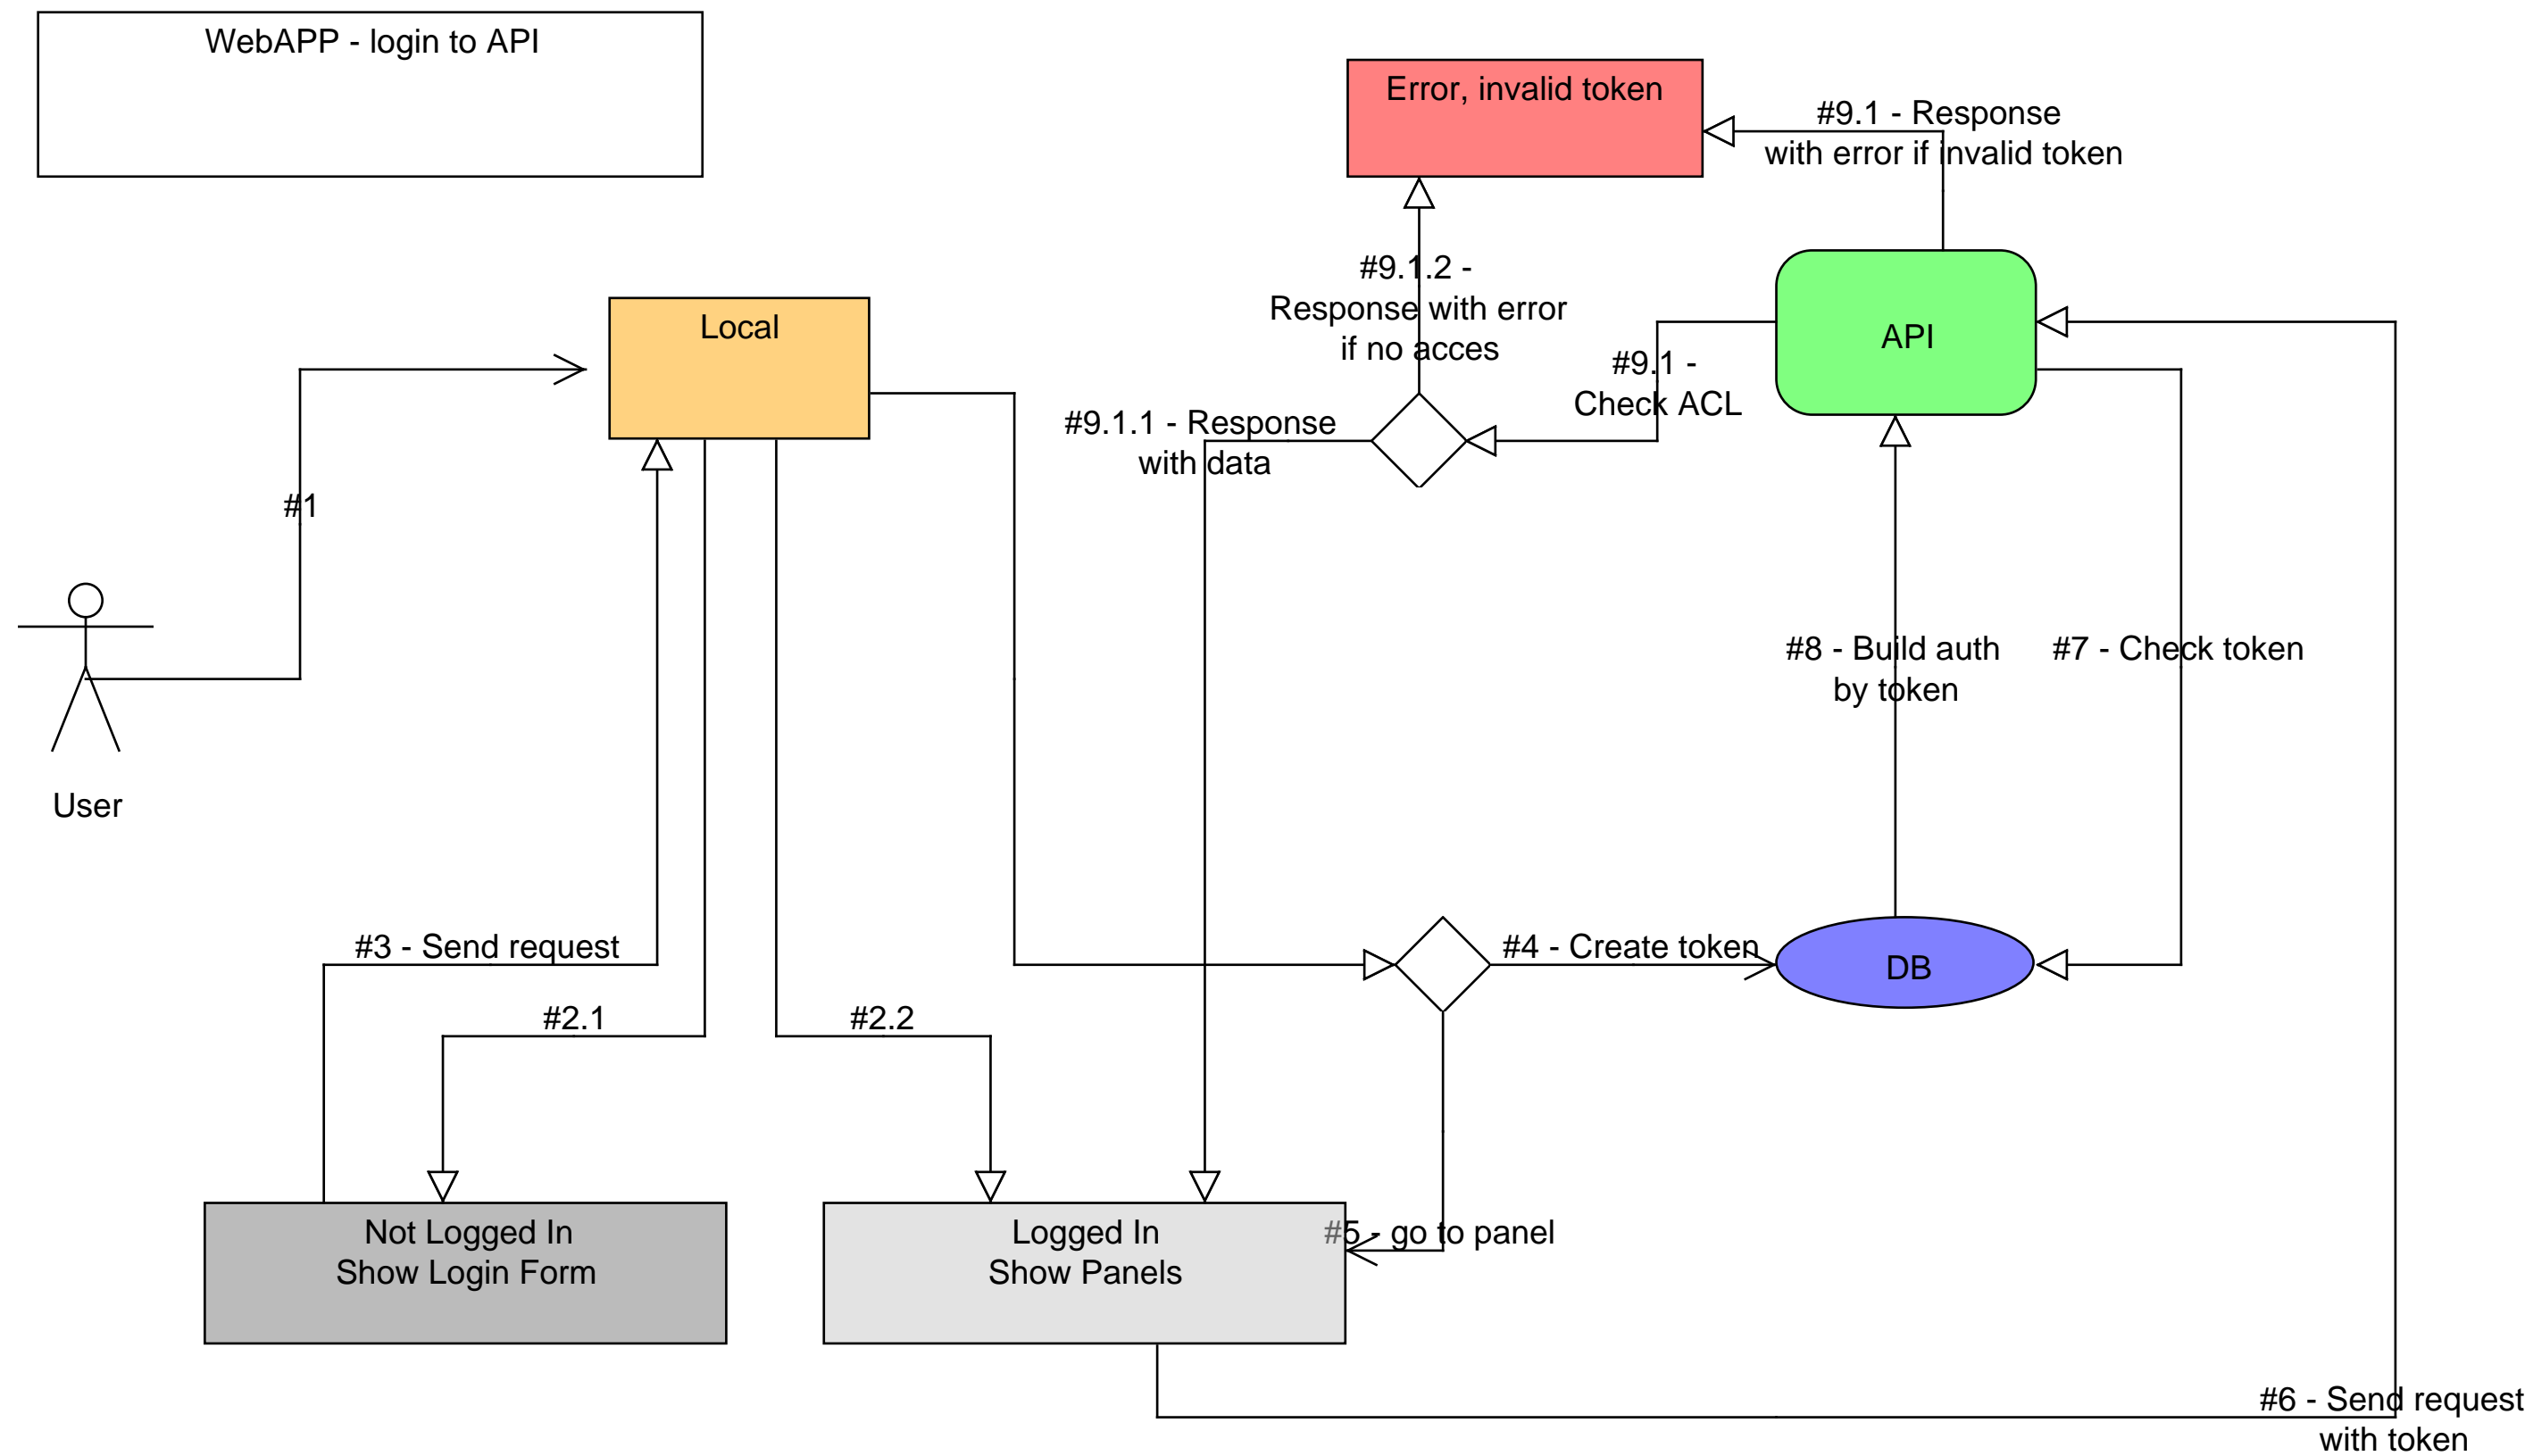 WebAPP - login to API
Error, invalid token
#9.1 - Response
with error if invalid token
#9.1.2 -
Response with error
if no acces
Local
API
#9.1 -
Check ACL
#9.1.1 - Response
with data
#1
#8 - Build auth
by token
#7 - Check token
User
#3 - Send request
#4 - Create token
DB
#2.1
#2.2
Not Logged In
Show Login Form
Logged In
Show Panels
#5 - go to panel
#6 - Send request
with token